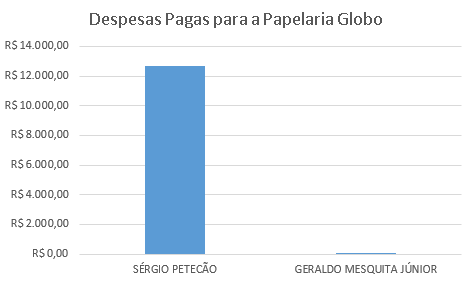 Despesas Pagas para a Papelaria Globo
R$ 14.000,00
R$ 12.000,00
R$ 10.000,00
R$ 8.000,00
R$ 6.000,00
R$ 4.000,00
R$ 2.000,00
R$ 0,00
SÉRGIO PETECÃO
GERALDO MESQUITA JÚNIOR